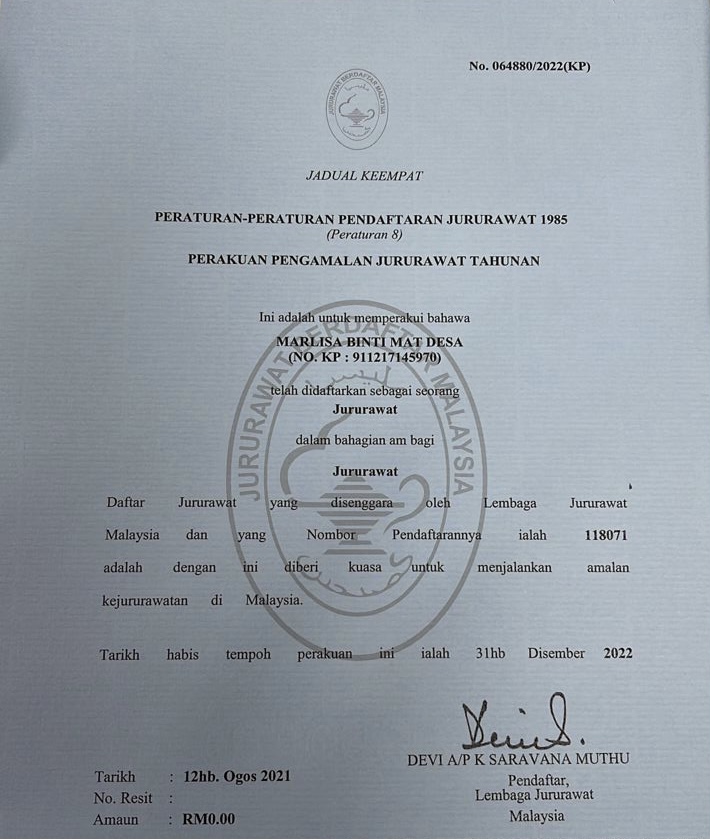 No. 064880/2022(KP)
JURURAWAT BERDAFTAR MALAYSIA
JADUAL KEEMPAT
PERATURAN-PERATURAN PENDAFTARAN JURURAWAT 1985
(Peraturan 8)
PERAKUAN PENGAMALAN JURURAWAT TAHUNAN
Ini adalah untuk memperakui bahawa
MARLISA BINTI MAT DESA
(NO. KP : 911217145970)
telah didaftarkan sebagai seorang
Jururawat
dalam bahagian am bagi
Jururawat
JURURAWAT BERDAFTAR MALAYSIA
Daftar Jururawat yang disenggara oleh Lembaga Jururawat
Malaysia dan yang Nombor Pendaftarannya ialah 118071
adalah dengan ini diberi kuasa untuk menjalankan amalan
kejururawatan di Malaysia.
Tarikh habis tempoh perakuan ini ialah 31hb Disember 2022
DEVI A/P K SARAVANA MUTHU
Pendaftar,
Lembaga Jururawat
Malaysia
Tarikh : 12hb. Ogos 2021
No. Resit :
Amaun : RM0.00